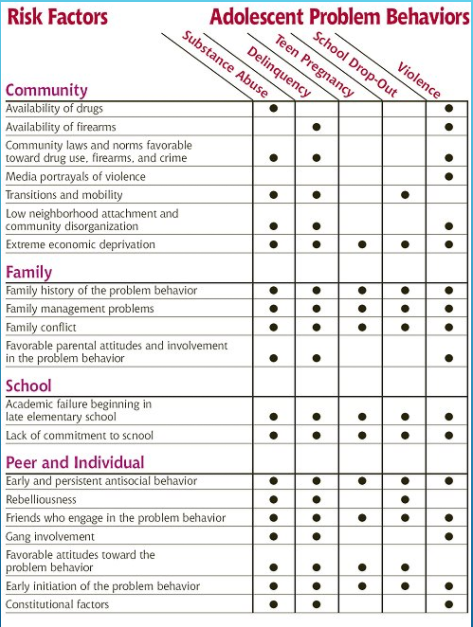 Risk Factors
Adolescent Problem Behaviors
Substance Abuse
Delinquency
Teen Pregnancy
School Drop-Out
Violence
Community
Availability of drugs
Availability of firearms
Community laws and norms favorable
toward drug use, firearms, and crime
Media portrayals of violence
Transitions and mobility
Low neighborhood attachment and
community disorganization
Extreme economic deprivation
Family
Family history of the problem behavior
Family management problems
Family conflict
Favorable parental attitudes and involvement
in the problem behavior
School
Academic failure beginning in
late elementary school
Lack of commitment to school
Peer and Individual
Early and persistent antisocial behavior
Rebelliousness
Friends who engage in the problem behavior
Gang involvement
Favorable attitudes toward the
problem behavior
Early initiation of the problem behavior
Constitutional factors